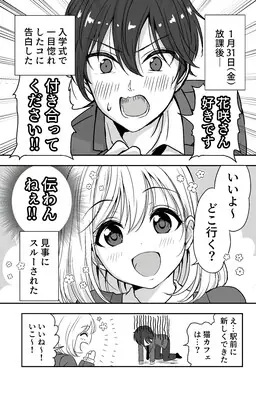 1月31日(金)
放課後―
入学式で
一目惚れ
したコに
告白した
花咲さん
好きです
付き合って
ください!!
いいよ～
どこ行く?
伝わん
ねぇ!!
見事に
スルーされた
え…駅前に
新しくできた
猫カフェ
は…?
いいね～!
いこ～!